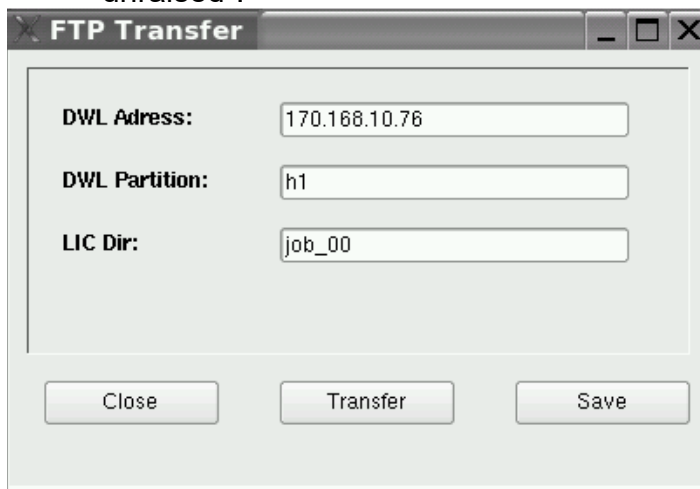 FTP Transfer
DWL Adress: 170.168.10.76
DWL Partition: h1
LIC Dir: job_00
Close Transfer Save